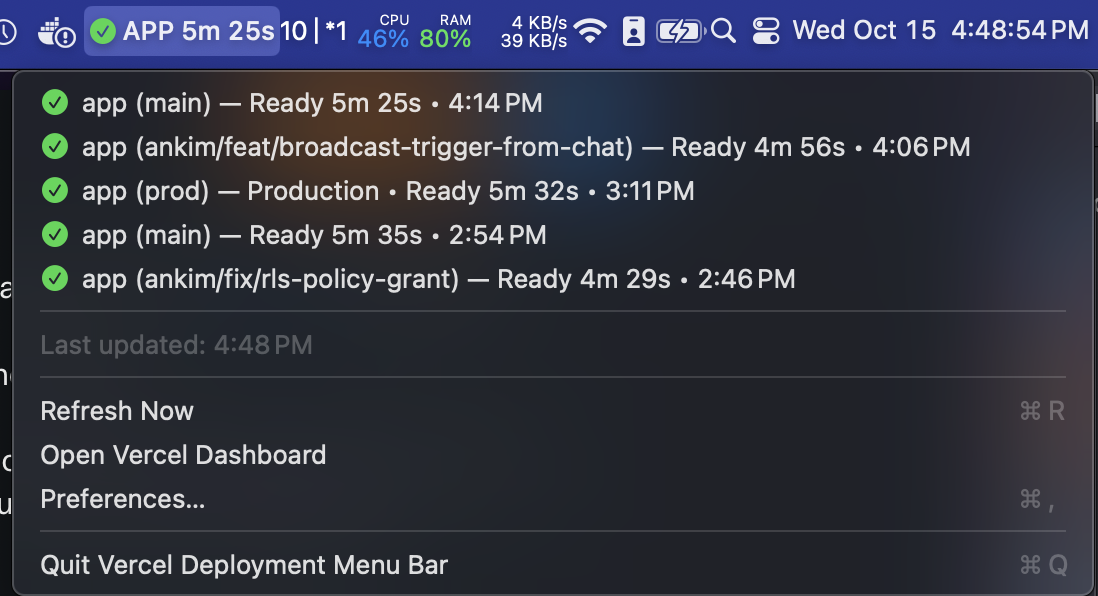 APP 5m 25s 10 | *1 CPU 46% RAM 80% 4 KB/s 39 KB/s Wed Oct 15 4:48:54 PM
app (main) — Ready 5m 25s • 4:14 PM
app (ankim/feat/broadcast-trigger-from-chat) — Ready 4m 56s • 4:06 PM
app (prod) — Production • Ready 5m 32s • 3:11 PM
app (main) — Ready 5m 35s • 2:54 PM
app (ankim/fix/rls-policy-grant) — Ready 4m 29s • 2:46 PM
Last updated: 4:48 PM
Refresh Now ⌘ R
Open Vercel Dashboard
Preferences... ⌘ ,
Quit Vercel Deployment Menu Bar ⌘ Q